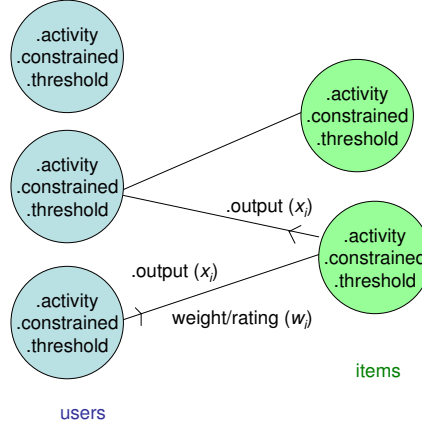 .activity
.constrained
.threshold
.activity
.constrained
.threshold
.activity
.constrained
.threshold
.output (xi)
.activity
.constrained
.threshold
.output (xi)
.activity
.constrained
.threshold
weight/rating (wi)
items
users